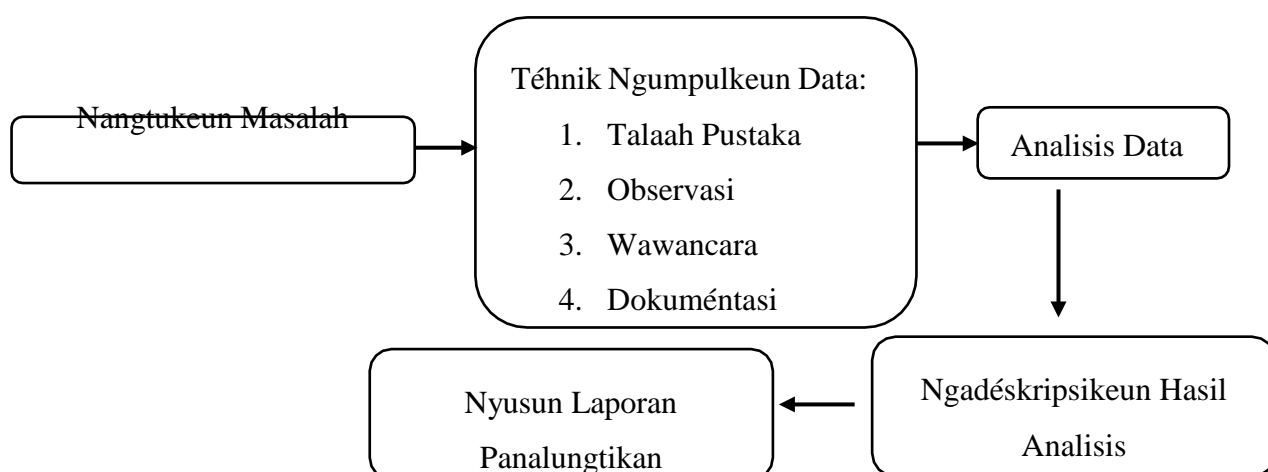 Nangtukeun Masalah
Téhnik Ngumpulkeun Data:
1. Talaah Pustaka
2. Observasi
3. Wawancara
4. Dokuméntasi
Analisis Data
Ngadéskripsikeun Hasil
Analisis
Nyusun Laporan
Panalungtikan